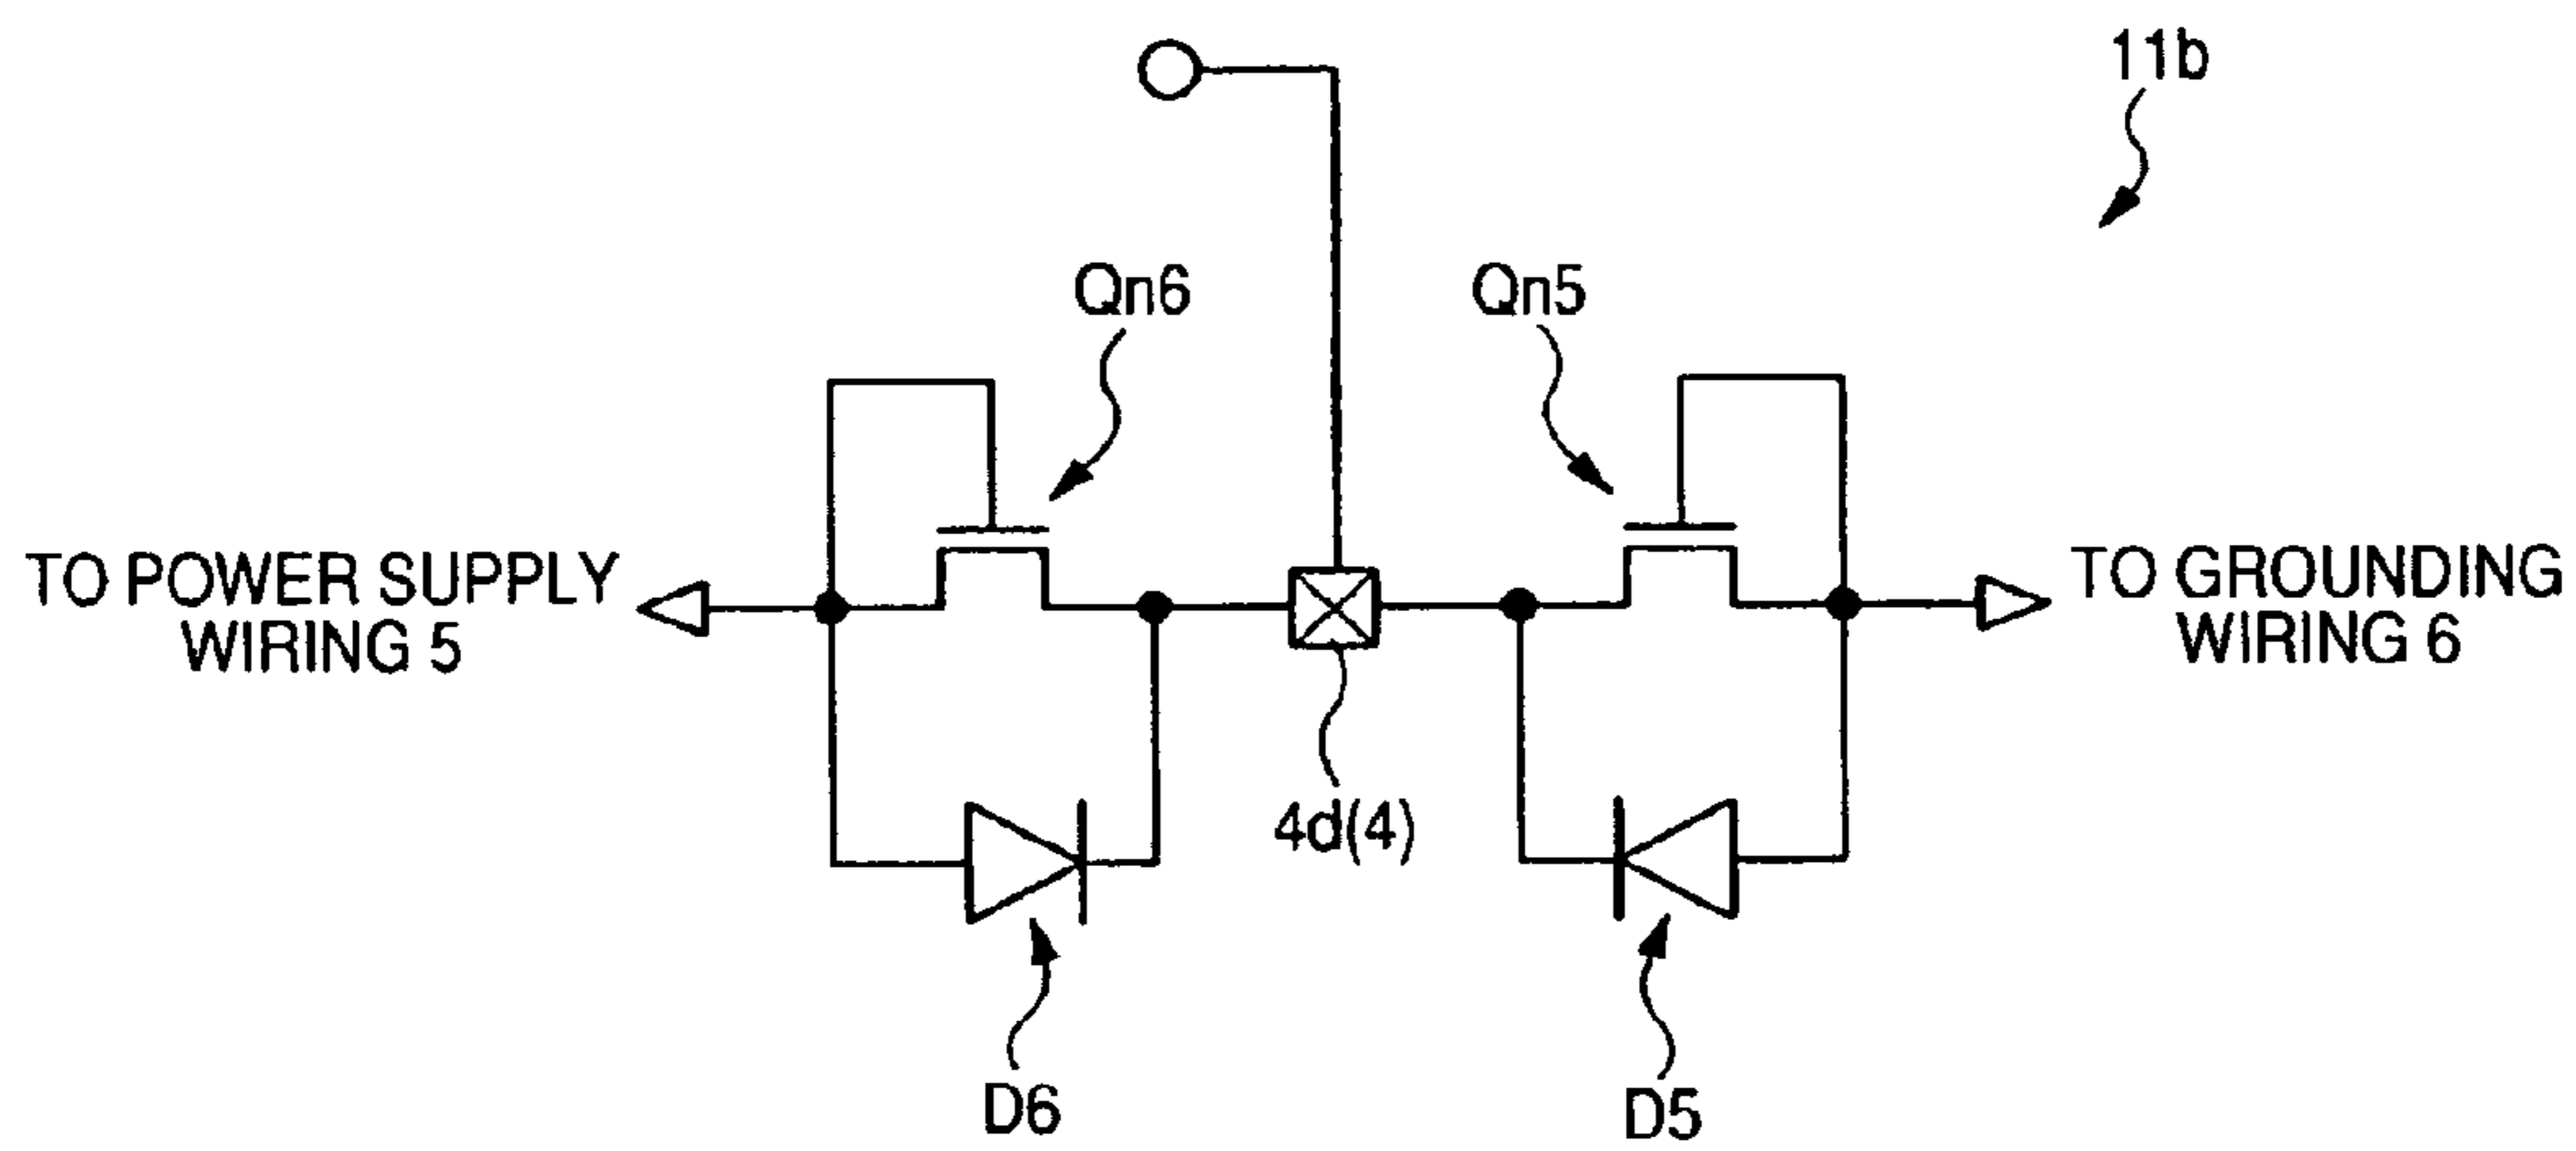 11b
Qn6
Qn5
TO POWER SUPPLY
WIRING 5
TO GROUNDING
WIRING 6
4d(4)
D6
D5